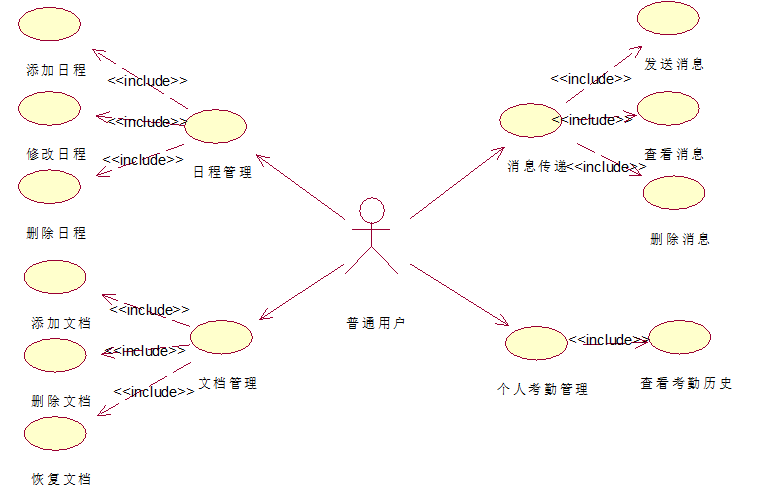 添加日程
<<include>>
修改日程
<<include>>
<<include>>
删除日程
日程管理
添加文档
<<include>>
删除文档
<<include>>
<<include>>
恢复文档
文档管理
普通用户
发送消息
<<include>>
查看消息
<<include>>
消息传递
<<include>>
删除消息
个人考勤管理
<<include>>
查看考勤历史